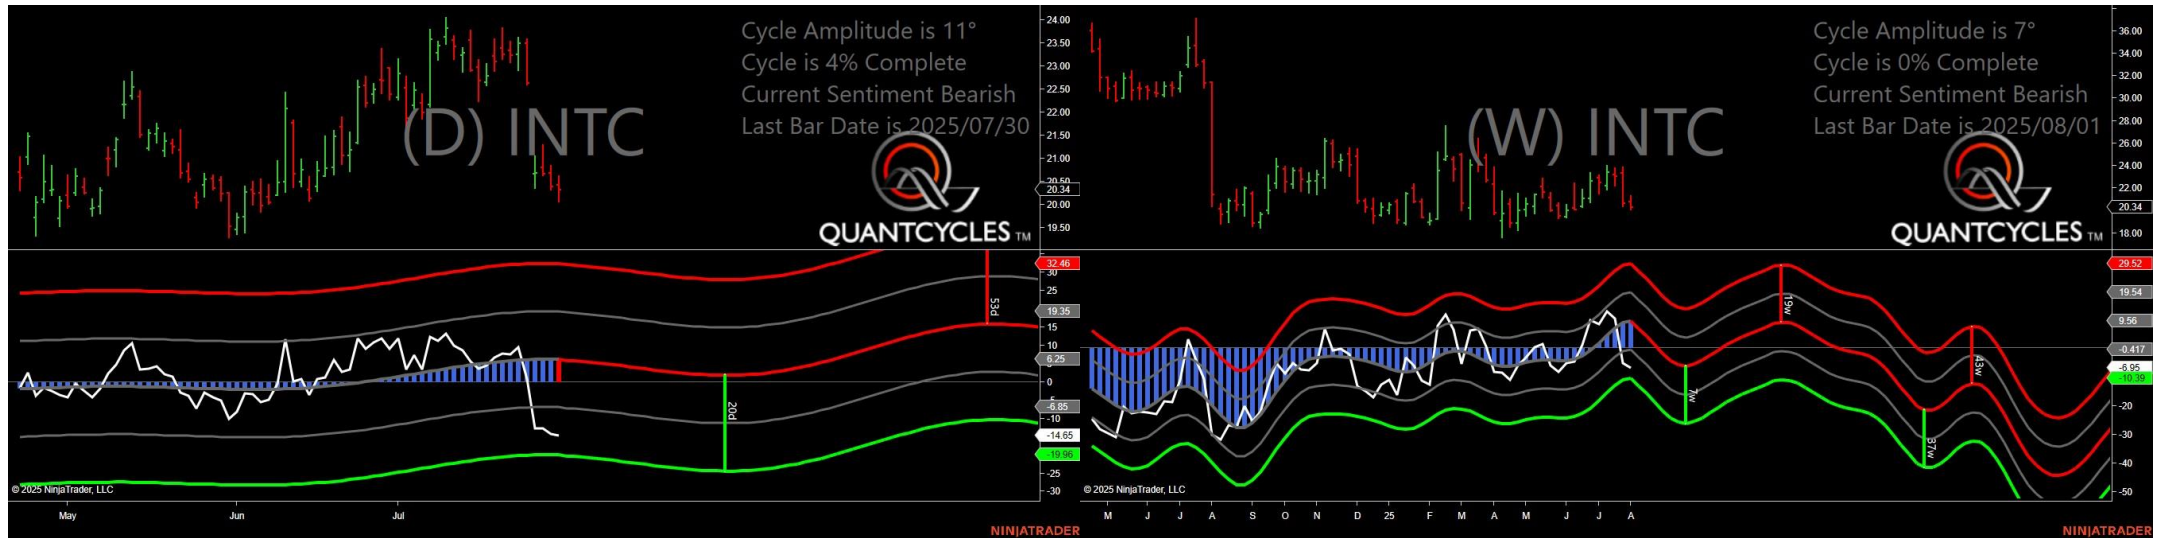 Cycle Amplitude is 11°
Cycle is 4% Complete
Current Sentiment Bearish
Last Bar Date is 2025/07/30
(D) INTC
QUANTCYCLES TM
24.00
23.50
23.00
22.50
22.00
21.50
21.00
20.50
20.34
20.00
19.50
32.46
30
25
19.35
15
10
6.25
0
-5
-6.85
-10
-14.65
-19.96
-25
-30
53d
20d
© 2025 NinjaTrader, LLC
May
Jun
Jul
NINJATRADER
Cycle Amplitude is 7°
Cycle is 0% Complete
Current Sentiment Bearish
Last Bar Date is 2025/08/01
(W) INTC
QUANTCYCLES TM
36.00
34.00
32.00
30.00
28.00
26.00
24.00
22.00
20.34
18.00
29.52
19.54
9.56
-0.417
-6.95
-10.39
-20
-30
-40
-50
19w
7w
43w
37w
© 2025 NinjaTrader, LLC
M J J A S O N D 25 F M A M J J A
NINJATRADER